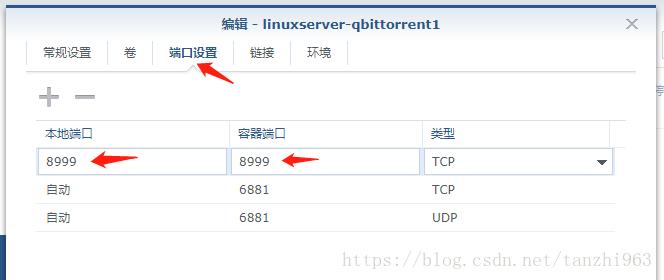 编辑 - linuxserver-qbittorrent1
常规设置 卷 端口设置 链接 环境
本地端口 容器端口 类型
8999 8999 TCP
自动 6881 TCP
自动 6881 UDP
停
https://blog.csdn.net/tanzhi963